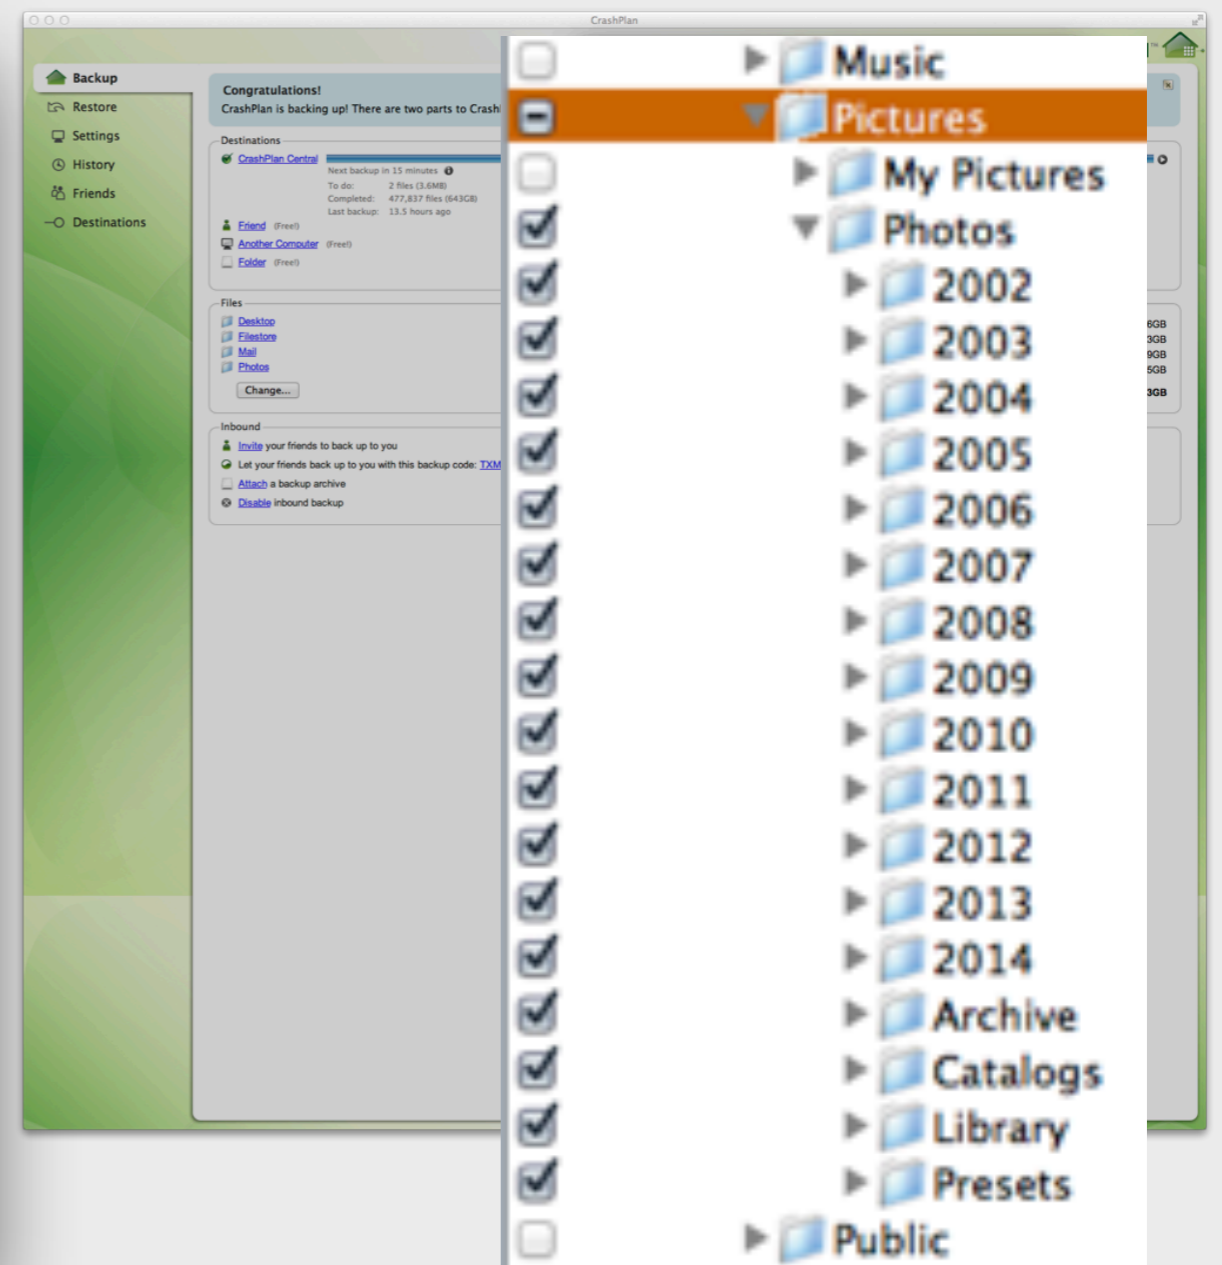 CrashPlan
Backup
Restore
Settings
History
Friends
Destinations
Congratulations!
CrashPlan is backing up! There are two parts to Crash
Destinations
CrashPlan Central
Next backup in 15 minutes
To do: 2 files (3.6MB)
Completed: 477,837 files (643GB)
Last backup: 13.5 hours ago
Friend (Free!)
Another Computer (Free!)
Folder (Free!)
Files
Desktop 6GB
Filestore 3GB
Mail 9GB
Photos 5GB
Change... 3GB
Inbound
Invite your friends to back up to you
Let your friends back up to you with this backup code: TXM
Attach a backup archive
Disable inbound backup
Music
Pictures
My Pictures
Photos
2002
2003
2004
2005
2006
2007
2008
2009
2010
2011
2012
2013
2014
Archive
Catalogs
Library
Presets
Public